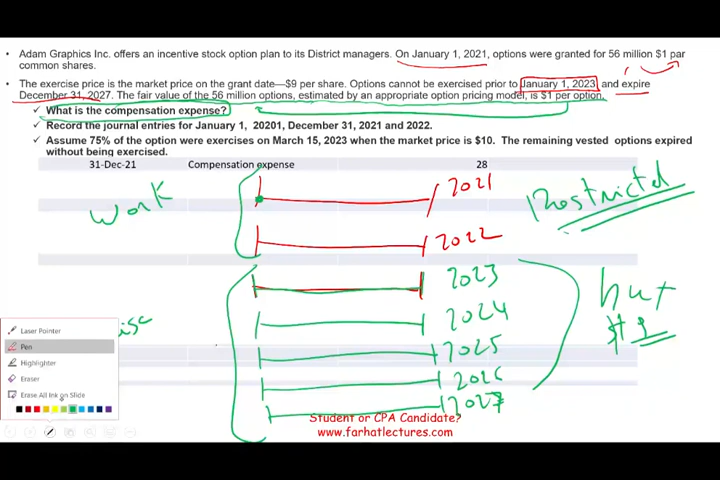 • Adam Graphics Inc. offers an incentive stock option plan to its District managers. On January 1, 2021, options were granted for 56 million $1 par
common shares.
• The exercise price is the market price on the grant date—$9 per share. Options cannot be exercised prior to January 1, 2023, and expire
December 31, 2027. The fair value of the 56 million options, estimated by an appropriate option pricing model, is $1 per option.
✓ What is the compensation expense?
✓ Record the journal entries for January 1, 20201, December 31, 2021 and 2022.
✓ Assume 75% of the option were exercises on March 15, 2023 when the market price is $10. The remaining vested options expired
without being exercised.
31-Dec-21 Compensation expense 28
2021
Work
Restricted
2022
2023
but
2024
$1
2025
2026
2027
Laser Pointer
Pen
Highlighter
Eraser
Erase All Ink on Slide
Student or CPA Candidate?
www.farhatlectures.com